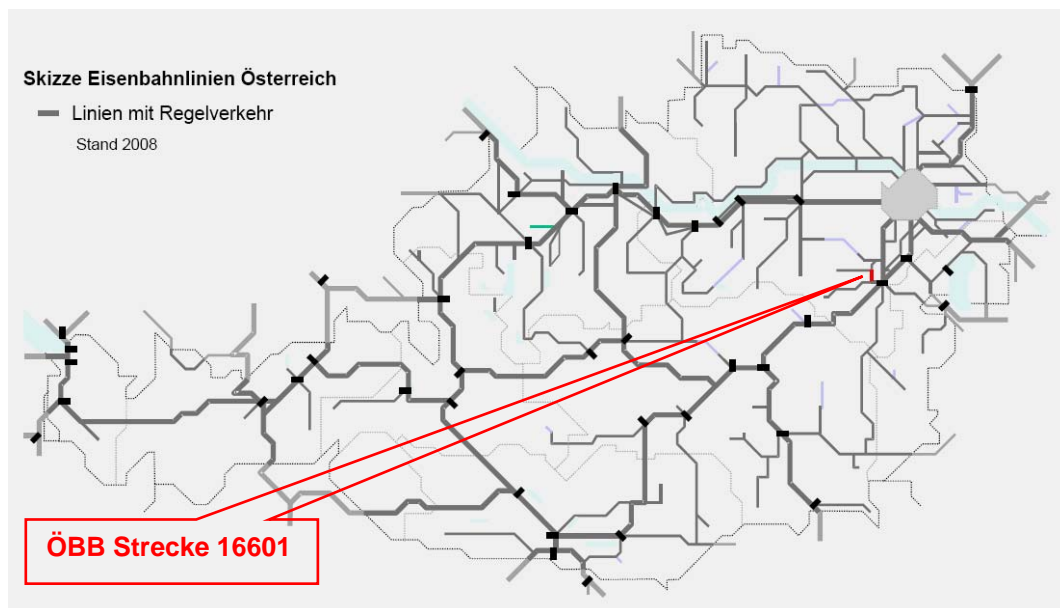 Skizze Eisenbahnlinien Österreich
Linien mit Regelverkehr
Stand 2008
ÖBB Strecke 16601